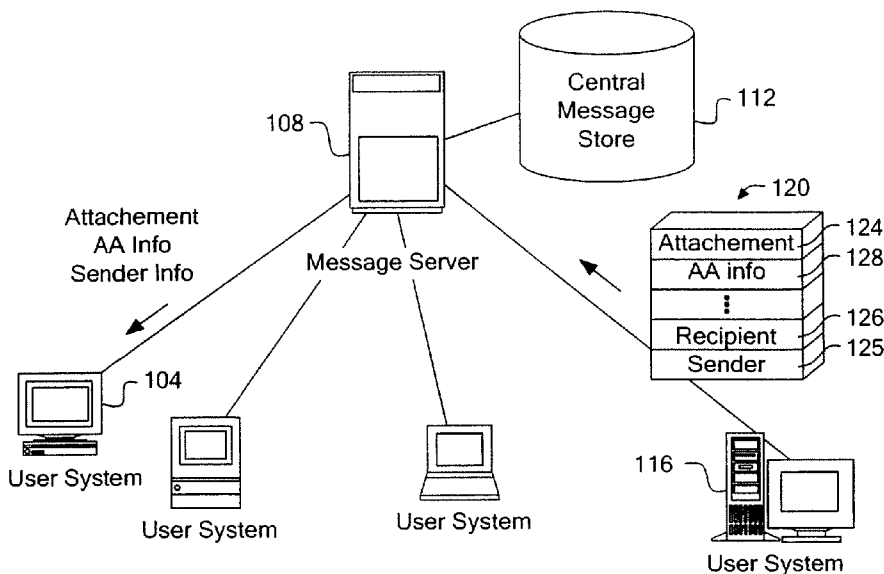 Central
Message
Store
112
108
120
Attachement
AA Info
Sender Info
Message Server
Attachement
124
AA info
128
Recipient
126
Sender
125
104
User System
User System
User System
116
User System